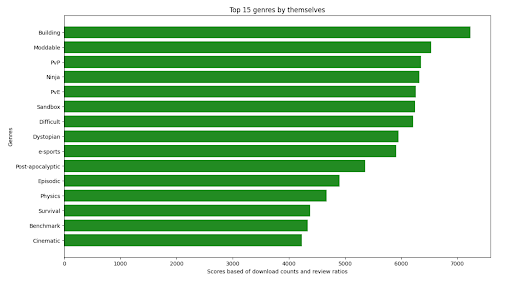 Top 15 genres by themselves
Building
Moddable
PvP
Ninja
PvE
Sandbox
Difficult
Dystopian
e-sports
Post-apocalyptic
Episodic
Physics
Survival
Benchmark
Cinematic
Genres
0 1000 2000 3000 4000 5000 6000 7000
Scores based of download counts and review ratios